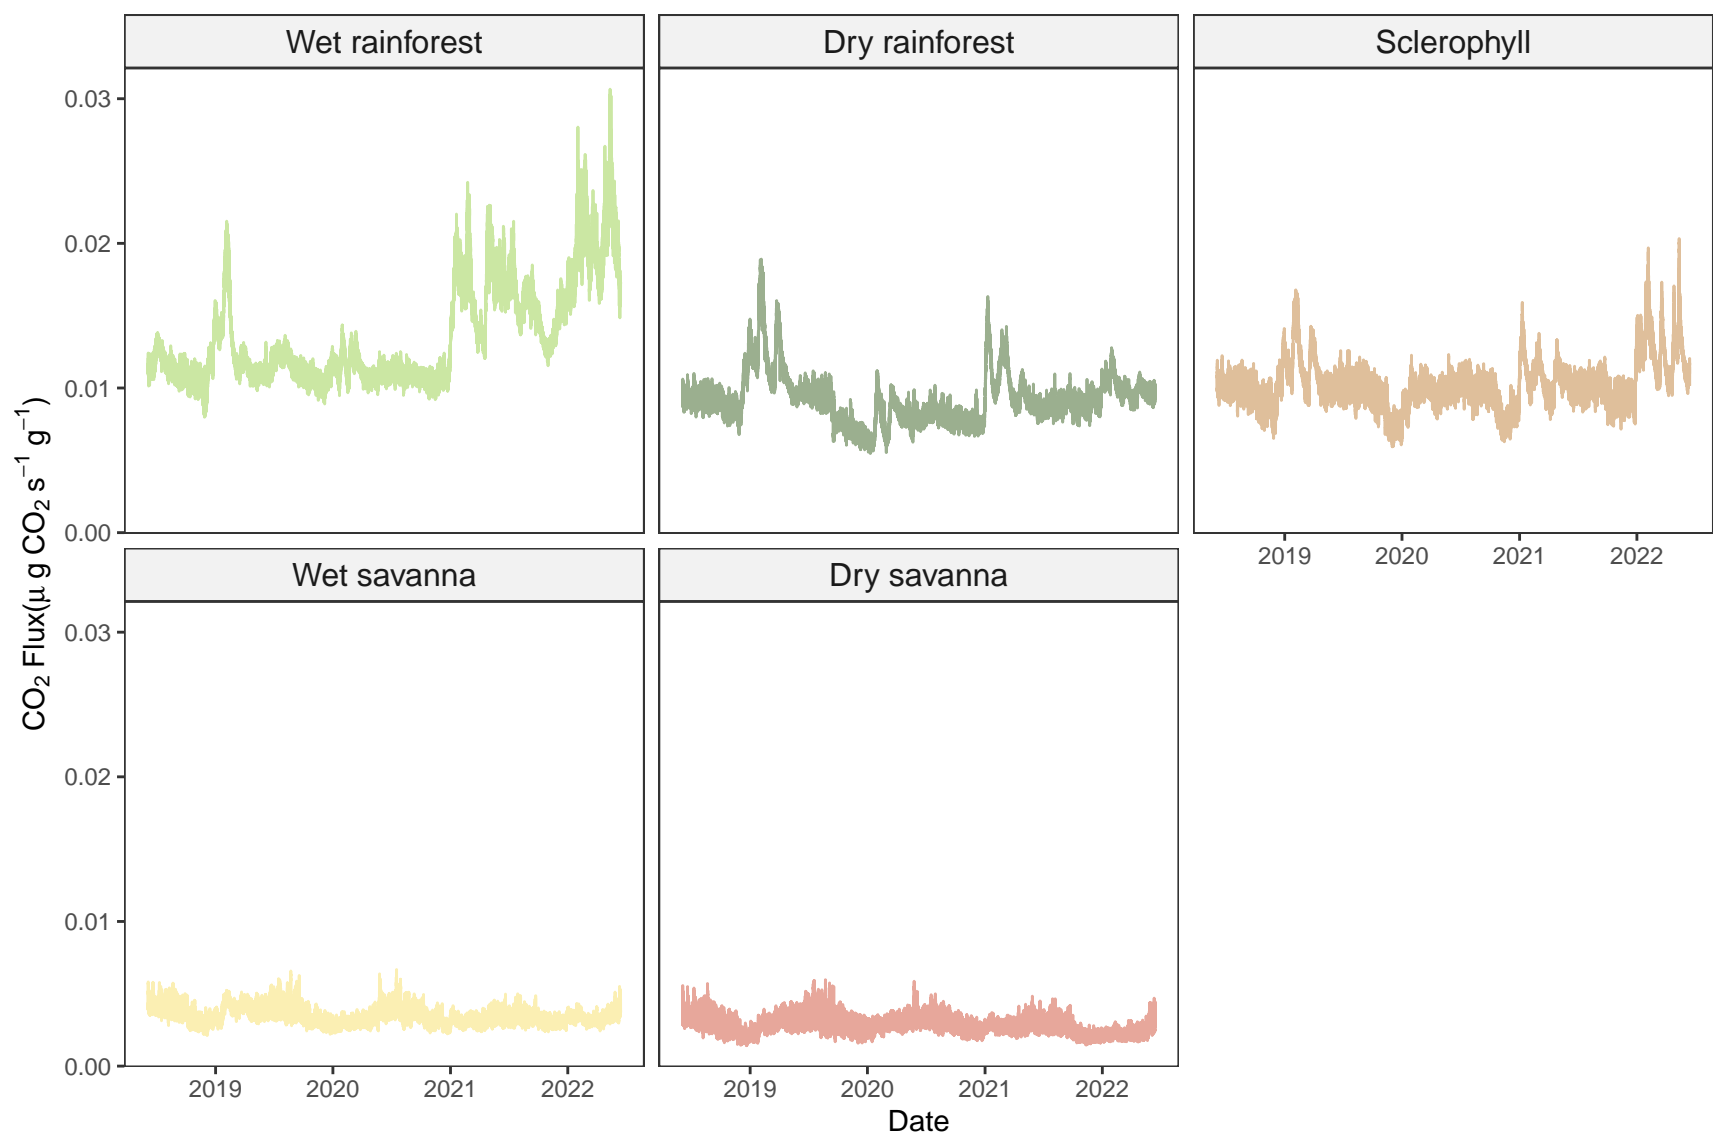 Wet rainforest
Dry rainforest
Sclerophyll
0.03
0.02
0.01
0.00
2019 2020 2021 2022
Wet savanna
Dry savanna
0.03
0.02
0.01
0.00
2019 2020 2021 2022
2019 2020 2021 2022
CO₂ Flux(μ g CO₂ s⁻¹ g⁻¹)
Date